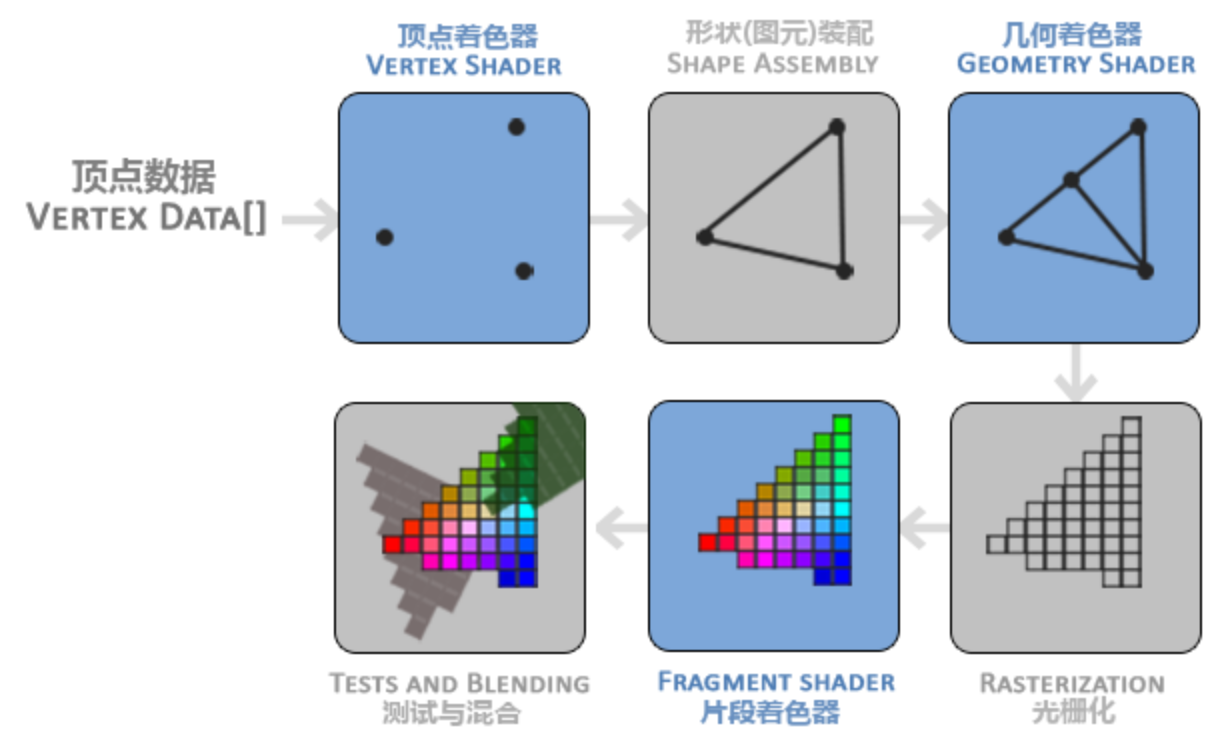 顶点着色器
VERTEX SHADER
形状(图元)装配
SHAPE ASSEMBLY
几何着色器
GEOMETRY SHADER
顶点数据
VERTEX DATA[]
TESTS AND BLENDING
测试与混合
FRAGMENT SHADER
片段着色器
RASTERIZATION
光栅化